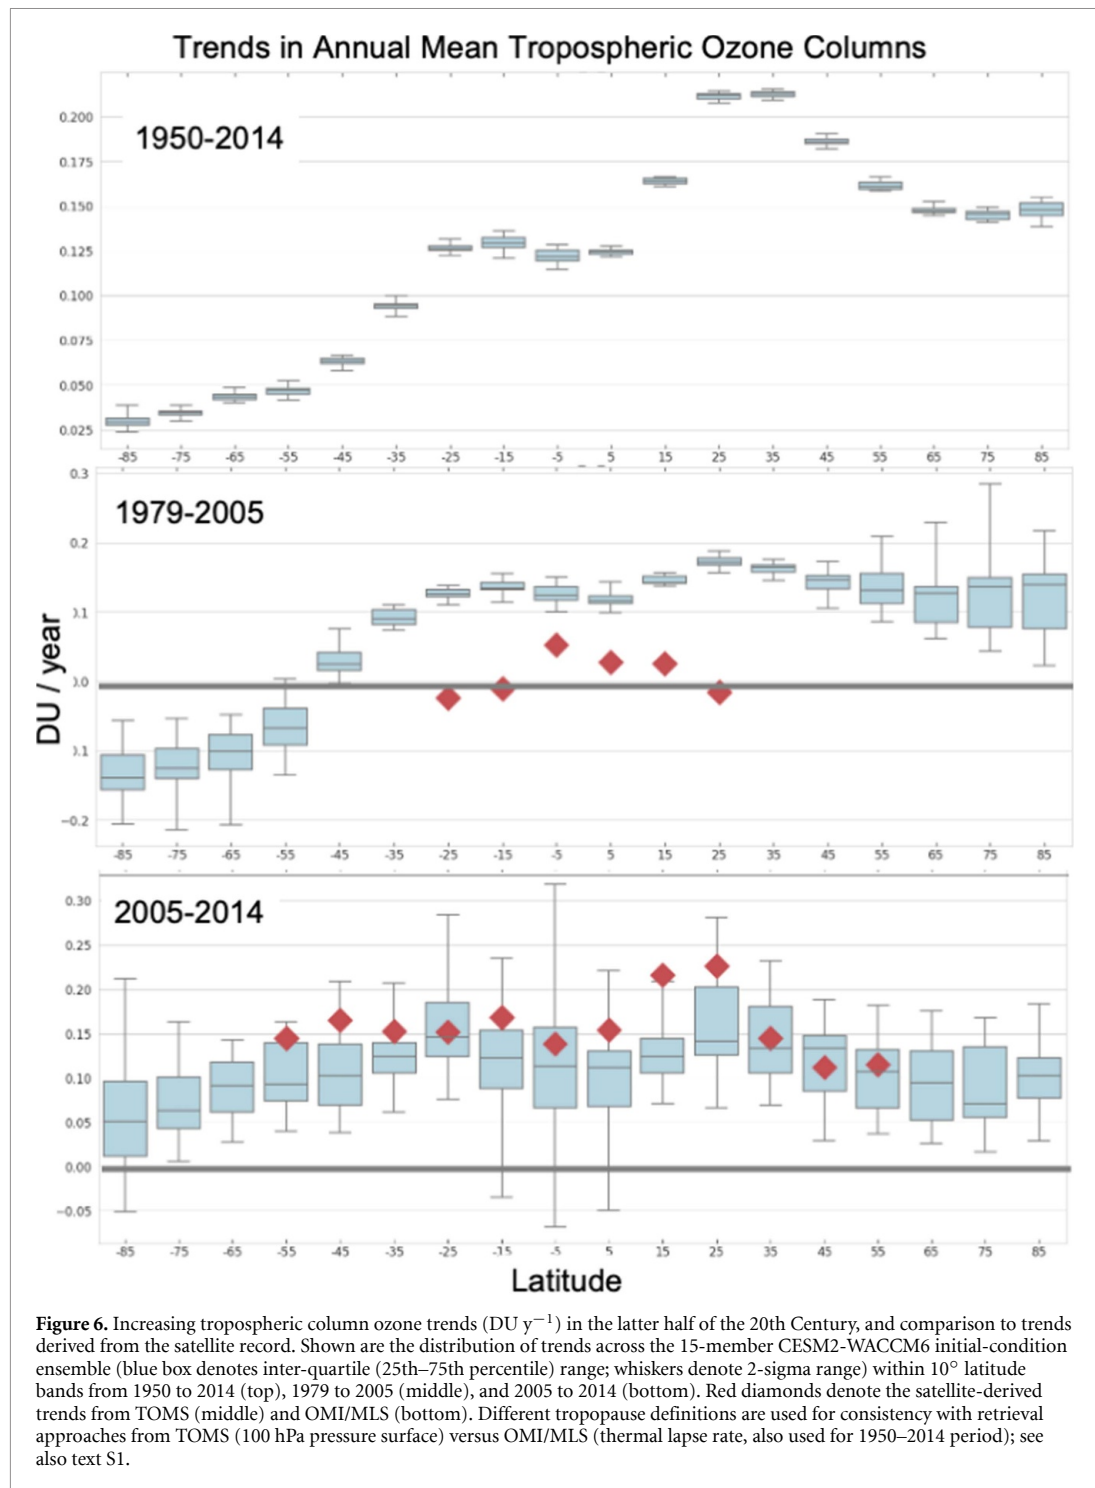 Trends in Annual Mean Tropospheric Ozone Columns
1950-2014
0.200
0.175
0.150
0.125
0.100
0.075
0.050
0.025
-85 -75 -65 -55 -45 -35 -25 -15 -5 5 15 25 35 45 55 65 75 85
1979-2005
0.3
0.2
0.1
0.0
0.1
−0.2
-85 -75 -65 -55 -45 -35 -25 -15 -5 5 15 25 35 45 55 65 75 85
DU / year
2005-2014
0.30
0.25
0.20
0.15
0.10
0.05
0.00
−0.05
-85 -75 -65 -55 -45 -35 -25 -15 -5 5 15 25 35 45 55 65 75 85
Latitude
Figure 6. Increasing tropospheric column ozone trends (DU y−1) in the latter half of the 20th Century, and comparison to trends
derived from the satellite record. Shown are the distribution of trends across the 15-member CESM2-WACCM6 initial-condition
ensemble (blue box denotes inter-quartile (25th–75th percentile) range; whiskers denote 2-sigma range) within 10° latitude
bands from 1950 to 2014 (top), 1979 to 2005 (middle), and 2005 to 2014 (bottom). Red diamonds denote the satellite-derived
trends from TOMS (middle) and OMI/MLS (bottom). Different tropopause definitions are used for consistency with retrieval
approaches from TOMS (100 hPa pressure surface) versus OMI/MLS (thermal lapse rate, also used for 1950–2014 period); see
also text S1.